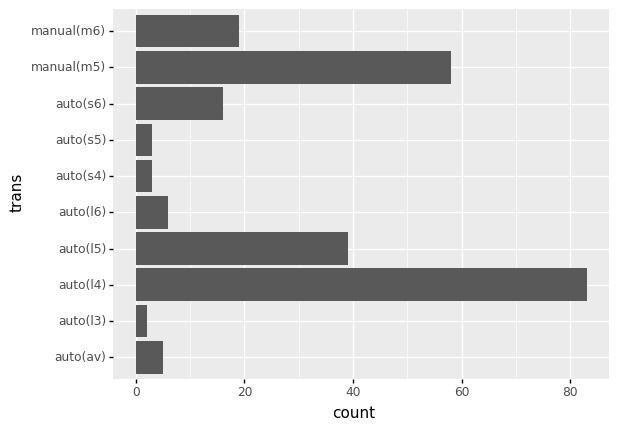 manual(m6)
manual(m5)
auto(s6)
auto(s5)
auto(s4)
auto(l6)
auto(l5)
auto(l4)
auto(l3)
auto(av)
trans
0 20 40 60 80
count